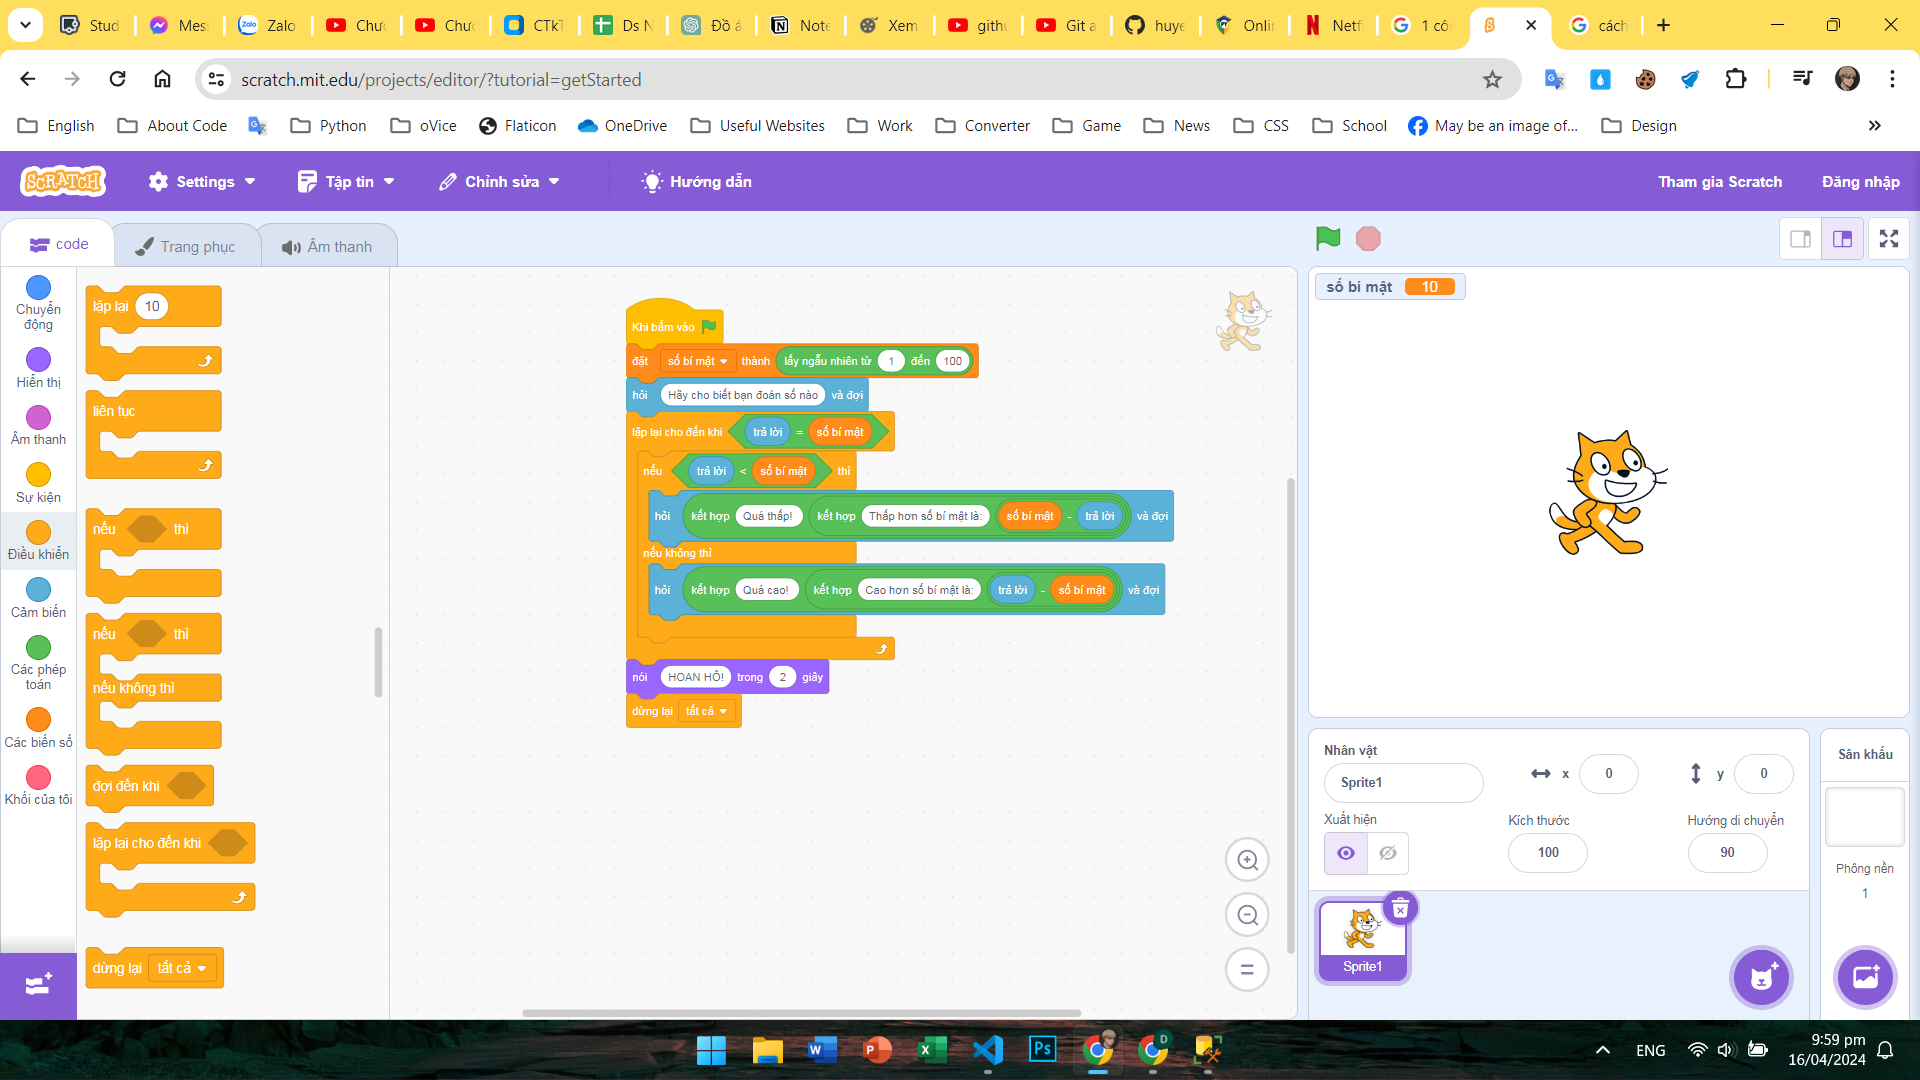 Stud
Mess
Zalo
Chươ
Chươ
CTkT
Ds N
Đồ á
Note
Xem
githu
Git a
huye
Onli
Netf
1 côn
cách
scratch.mit.edu/projects/editor/?tutorial=getStarted
English
About Code
Python
oVice
Flaticon
OneDrive
Useful Websites
Work
Converter
Game
News
CSS
School
May be an image of...
Design
SCRATCH
Settings
Tập tin
Chỉnh sửa
Hướng dẫn
Tham gia Scratch
Đăng nhập
code
Trang phục
Âm thanh
Chuyển động
Hiển thị
Âm thanh
Sự kiện
Điều khiển
Cảm biến
Các phép toán
Các biến số
Khối của tôi
lặp lại 10
liên tục
nếu thì
nếu thì
nếu không thì
đợi đến khi
lặp lại cho đến khi
dừng lại tất cả
Khi bấm vào
đặt số bí mật thành lấy ngẫu nhiên từ 1 đến 100
hỏi Hãy cho biết bạn đoán số nào và đợi
lặp lại cho đến khi trả lời = số bí mật
nếu trả lời < số bí mật thì
hỏi kết hợp Quá thấp! kết hợp Thấp hơn số bí mật là: số bí mật - trả lời và đợi
nếu không thì
hỏi kết hợp Quá cao! kết hợp Cao hơn số bí mật là: trả lời - số bí mật và đợi
nói HOAN HÔ! trong 2 giây
dừng lại tất cả
số bí mật 10
Nhân vật
Sprite1
x 0
y 0
Xuất hiện
Kích thước
100
Hướng di chuyển
90
Sprite1
Sân khấu
Phông nền
1
ENG
9:59 pm
16/04/2024